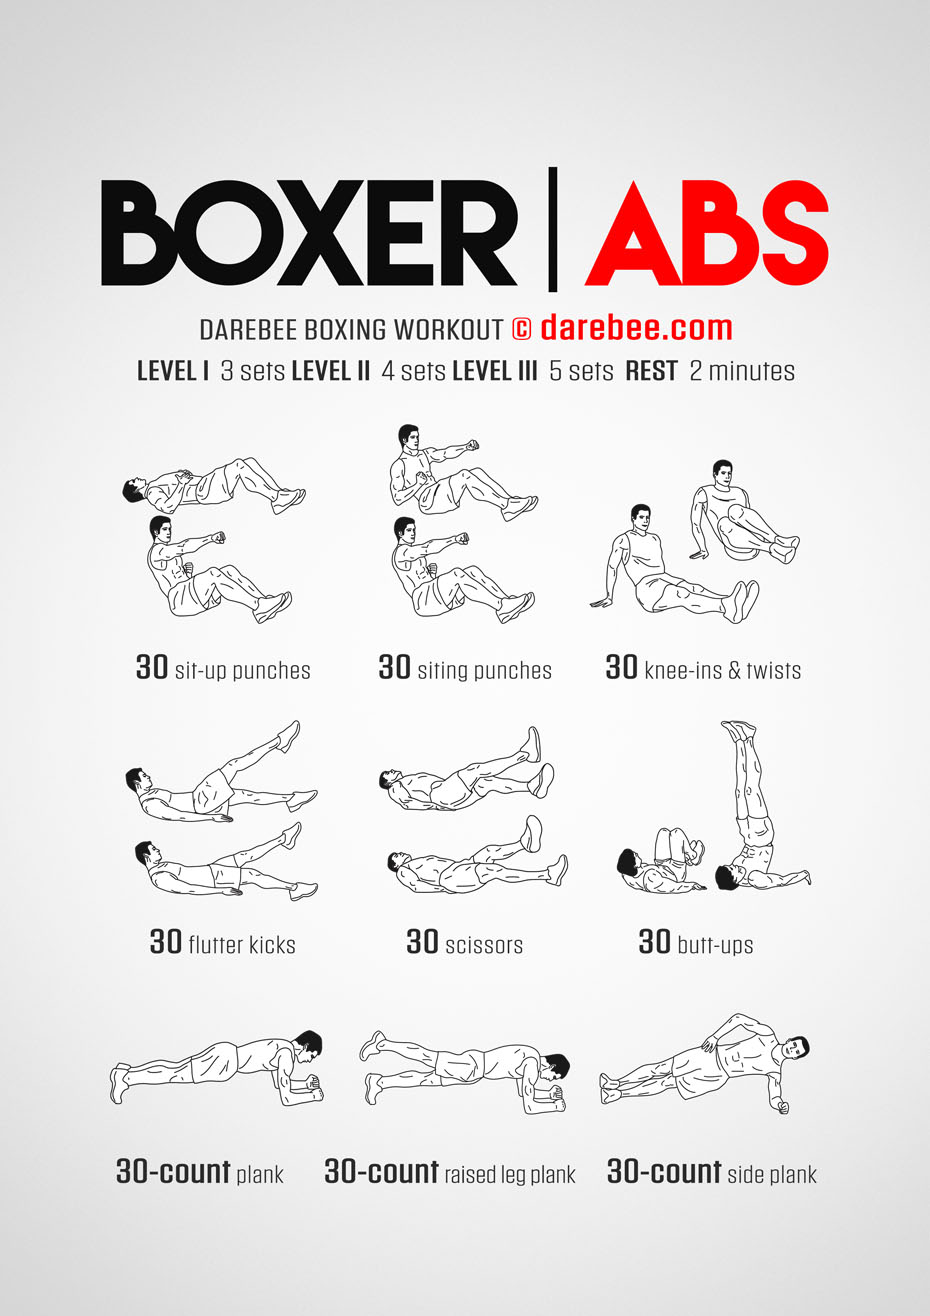 BOXER | ABS
DAREBEE BOXING WORKOUT © darebee.com
LEVEL I 3 sets LEVEL II 4 sets LEVEL III 5 sets REST 2 minutes
30 sit-up punches
30 siting punches
30 knee-ins & twists
30 flutter kicks
30 scissors
30 butt-ups
30-count plank
30-count raised leg plank
30-count side plank